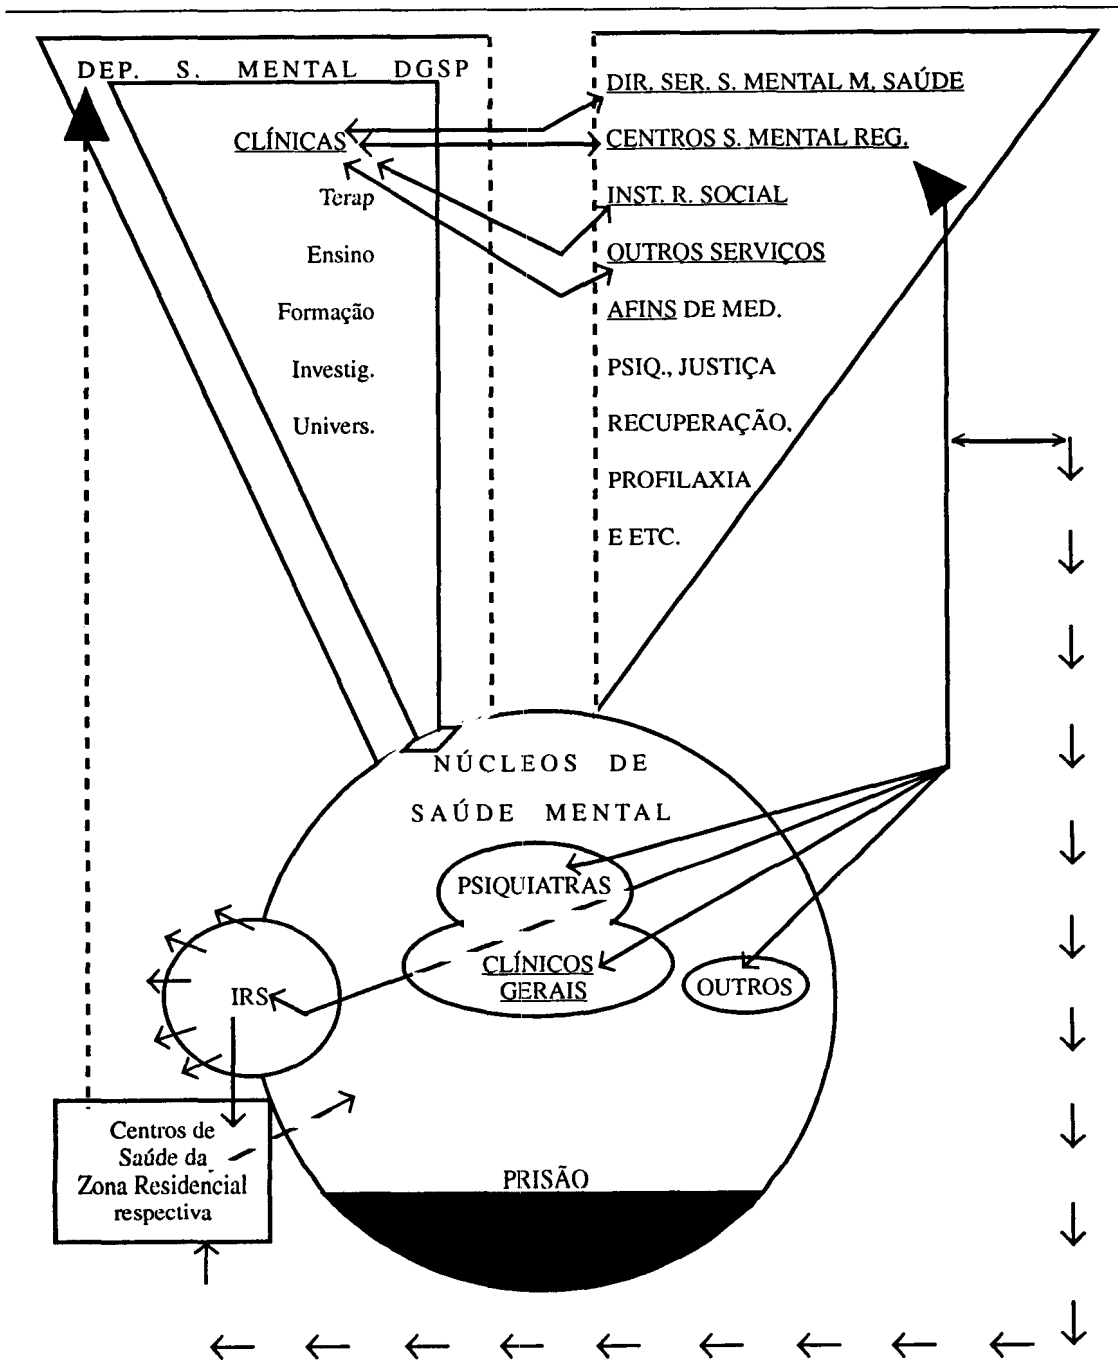 DEP. S. MENTAL DGSP
CLÍNICAS
Terap
Ensino
Formação
Investig.
Univers.
DIR. SER. S. MENTAL M. SAÚDE
CENTROS S. MENTAL REG.
INST. R. SOCIAL
OUTROS SERVIÇOS
AFINS DE MED.
PSIQ., JUSTIÇA
RECUPERAÇÃO,
PROFILAXIA
E ETC.
NÚCLEOS DE
SAÚDE MENTAL
PSIQUIATRAS
CLÍNICOS
GERAIS
OUTROS
IRS
Centros de
Saúde da
Zona Residencial
respectiva
PRISÃO